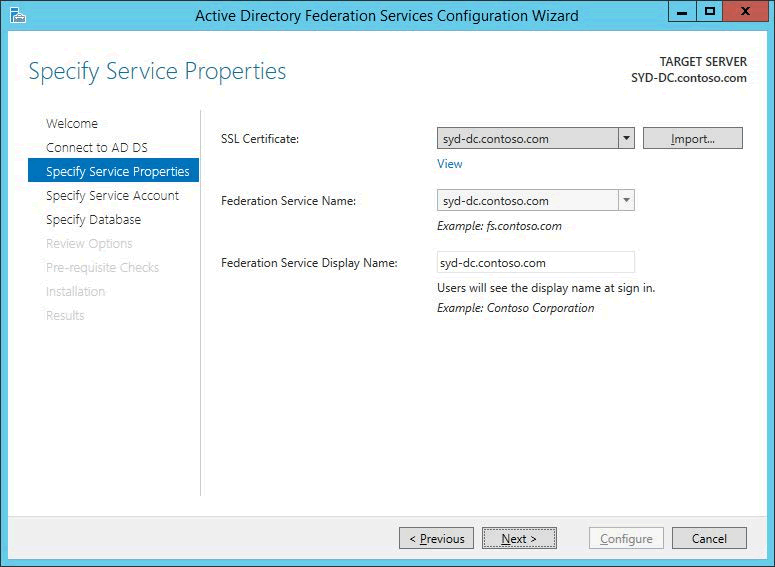 Active Directory Federation Services Configuration Wizard
Specify Service Properties
TARGET SERVER
SYD-DC.contoso.com
Welcome
Connect to AD DS
Specify Service Properties
Specify Service Account
Specify Database
Review Options
Pre-requisite Checks
Installation
Results
SSL Certificate:
syd-dc.contoso.com
Import...
View
Federation Service Name:
syd-dc.contoso.com
Example: fs.contoso.com
Federation Service Display Name:
syd-dc.contoso.com
Users will see the display name at sign in.
Example: Contoso Corporation
< Previous
Next >
Configure
Cancel